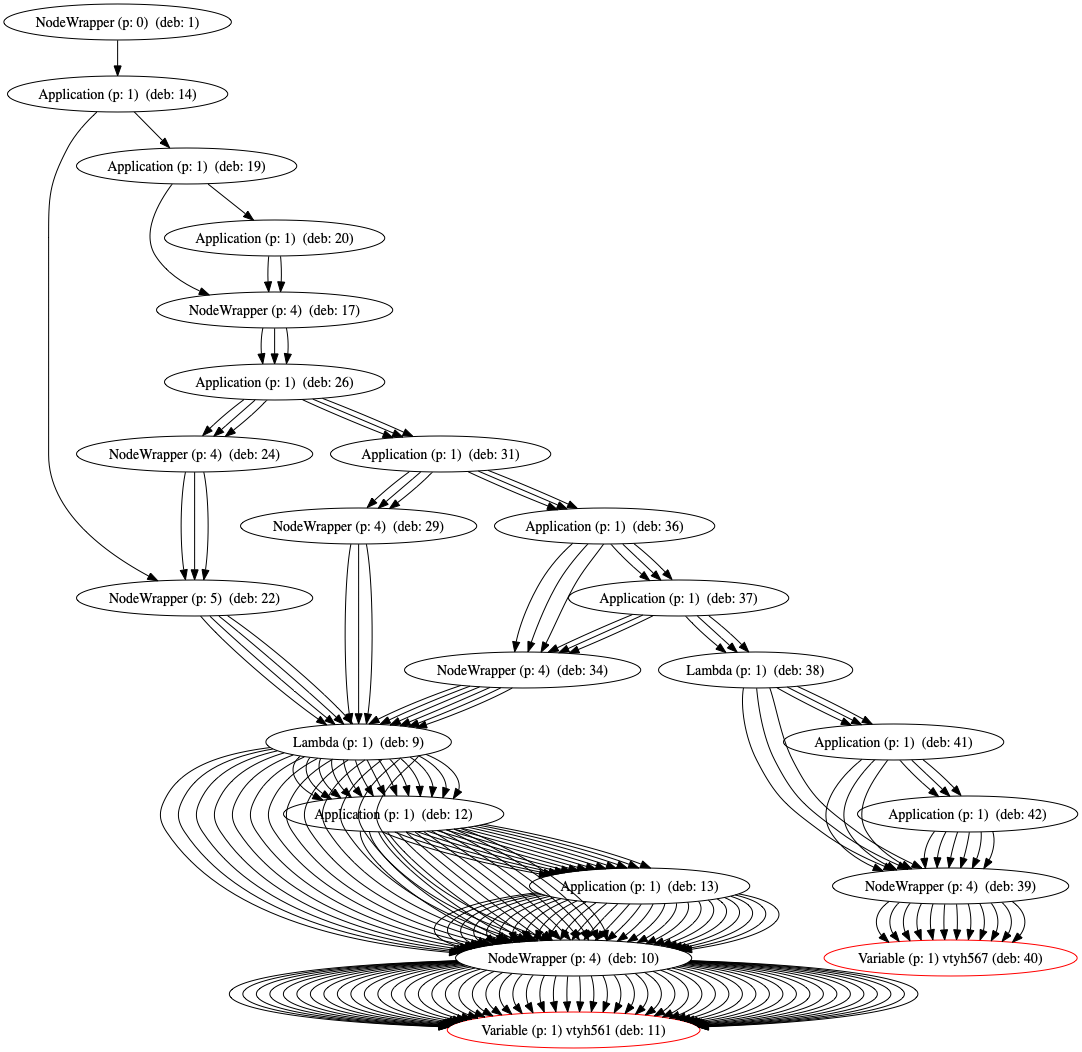 NodeWrapper (p: 0)  (deb: 1)
Application (p: 1)  (deb: 14)
Application (p: 1)  (deb: 19)
Application (p: 1)  (deb: 20)
NodeWrapper (p: 4)  (deb: 17)
Application (p: 1)  (deb: 26)
NodeWrapper (p: 4)  (deb: 24)
Application (p: 1)  (deb: 31)
NodeWrapper (p: 4)  (deb: 29)
Application (p: 1)  (deb: 36)
NodeWrapper (p: 5)  (deb: 22)
Application (p: 1)  (deb: 37)
NodeWrapper (p: 4)  (deb: 34)
Lambda (p: 1)  (deb: 38)
Lambda (p: 1)  (deb: 9)
Application (p: 1)  (deb: 41)
Application (p: 1)  (deb: 12)
Application (p: 1)  (deb: 42)
Application (p: 1)  (deb: 13)
NodeWrapper (p: 4)  (deb: 39)
NodeWrapper (p: 4)  (deb: 10)
Variable (p: 1) vtyh567 (deb: 40)
Variable (p: 1) vtyh561 (deb: 11)